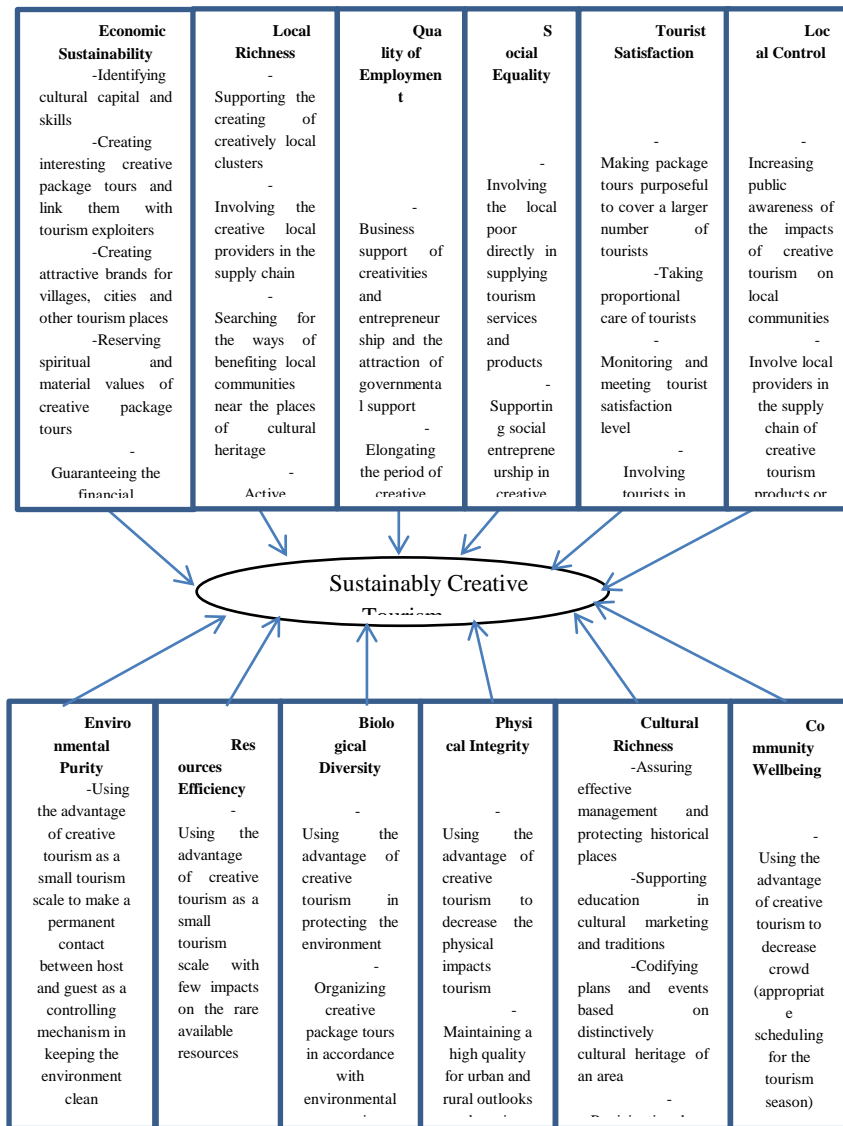 Economic
Sustainability
-Identifying
cultural capital and
skills
-Creating
interesting creative
package tours and
link them with
tourism exploiters
-Creating
attractive brands for
villages, cities and
other tourism places
-Reserving
spiritual and
material values of
creative package
tours
-
Guaranteeing the
financial
Local
Richness
-
Supporting the
creating of
creatively local
clusters
-
Involving the
creative local
providers in the
supply chain
-
Searching for
the ways of
benefiting local
communities
near the places
of cultural
heritage
-
Active
Qua
lity of
Employmen
t
-
Business
support of
creativities
and
entrepreneur
ship and the
attraction of
governmenta
l support
-
Elongating
the period of
creative
S
ocial
Equality
-
Involving
the local
poor
directly in
supplying
tourism
services
and
products
-
Supportin
g social
entreprene
urship in
creative
Tourist
Satisfaction
-
Making package
tours purposeful
to cover a larger
number of
tourists
-Taking
proportional
care of tourists
-
Monitoring and
meeting tourist
satisfaction
level
-
Involving
tourists in
Loc
al Control
-
Increasing
public
awareness of
the impacts
of creative
tourism on
local
communities
-
Involve local
providers in
the supply
chain of
creative
tourism
products or
Sustainably Creative
Tourism
Enviro
nmental
Purity
-Using
the advantage
of creative
tourism as a
small tourism
scale to make a
permanent
contact
between host
and guest as a
controlling
mechanism in
keeping the
environment
clean
Res
ources
Efficiency
-
Using the
advantage
of creative
tourism as a
small
tourism
scale with
few impacts
on the rare
available
resources
Biolo
gical
Diversity
-
Using the
advantage of
creative
tourism in
protecting the
environment
-
Organizing
creative
package tours
in accordance
with
environmental
Physi
cal Integrity
-
Using the
advantage of
creative
tourism to
decrease the
physical
impacts
tourism
-
Maintaining a
high quality
for urban and
rural outlooks
Cultural
Richness
-Assuring
effective
management and
protecting historical
places
-Supporting
education in
cultural marketing
and traditions
-Codifying
plans and events
based on
distinctively
cultural heritage of
an area
-
Co
mmunity
Wellbeing
-
Using the
advantage
of creative
tourism to
decrease
crowd
(appropriat
e
scheduling
for the
tourism
season)